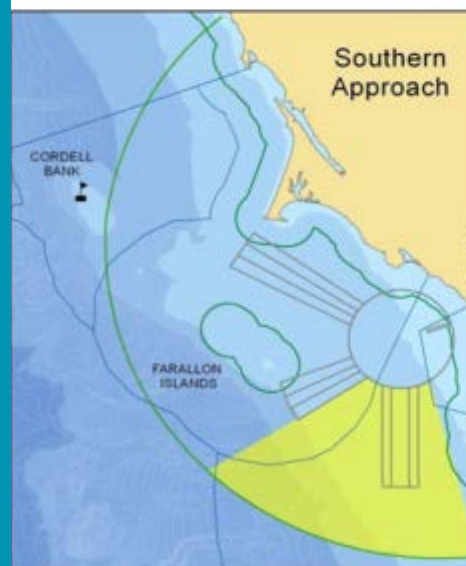 Southern
Approach
CORDELL
BANK
FARALLON
ISLANDS